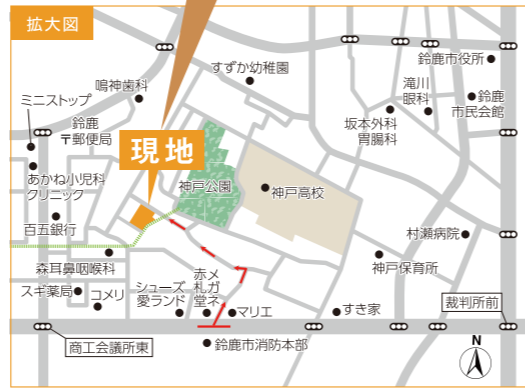 拡大図
鈴鹿市役所
すずか幼稚園
滝川
眼科
鳴神歯科
鈴鹿
市民会館
ミニストップ
鈴鹿
〒郵便局
坂本外科
胃腸科
現地
あかね小児科
クリニック
神戸公園
神戸高校
百五銀行
村瀬病院
森耳鼻咽喉科
神戸保育所
スギ薬局
コメリ
シューズ
愛ランド
赤札堂
メガネ
マリエ
すき家
裁判所前
商工会議所東
鈴鹿市消防本部
N